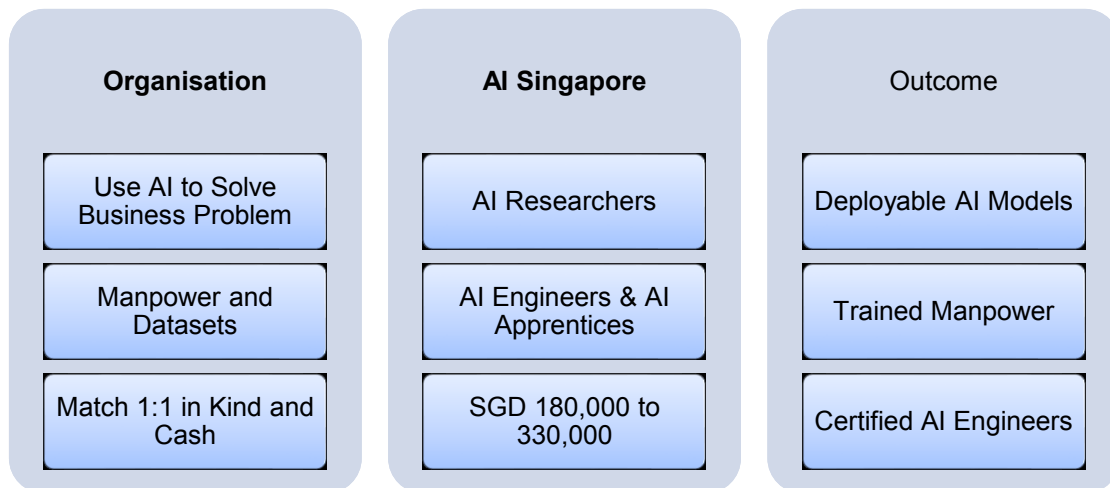 Organisation
Use AI to Solve
Business Problem
Manpower and
Datasets
Match 1:1 in Kind and
Cash
AI Singapore
AI Researchers
AI Engineers & AI
Apprentices
SGD 180,000 to
330,000
Outcome
Deployable AI Models
Trained Manpower
Certified AI Engineers